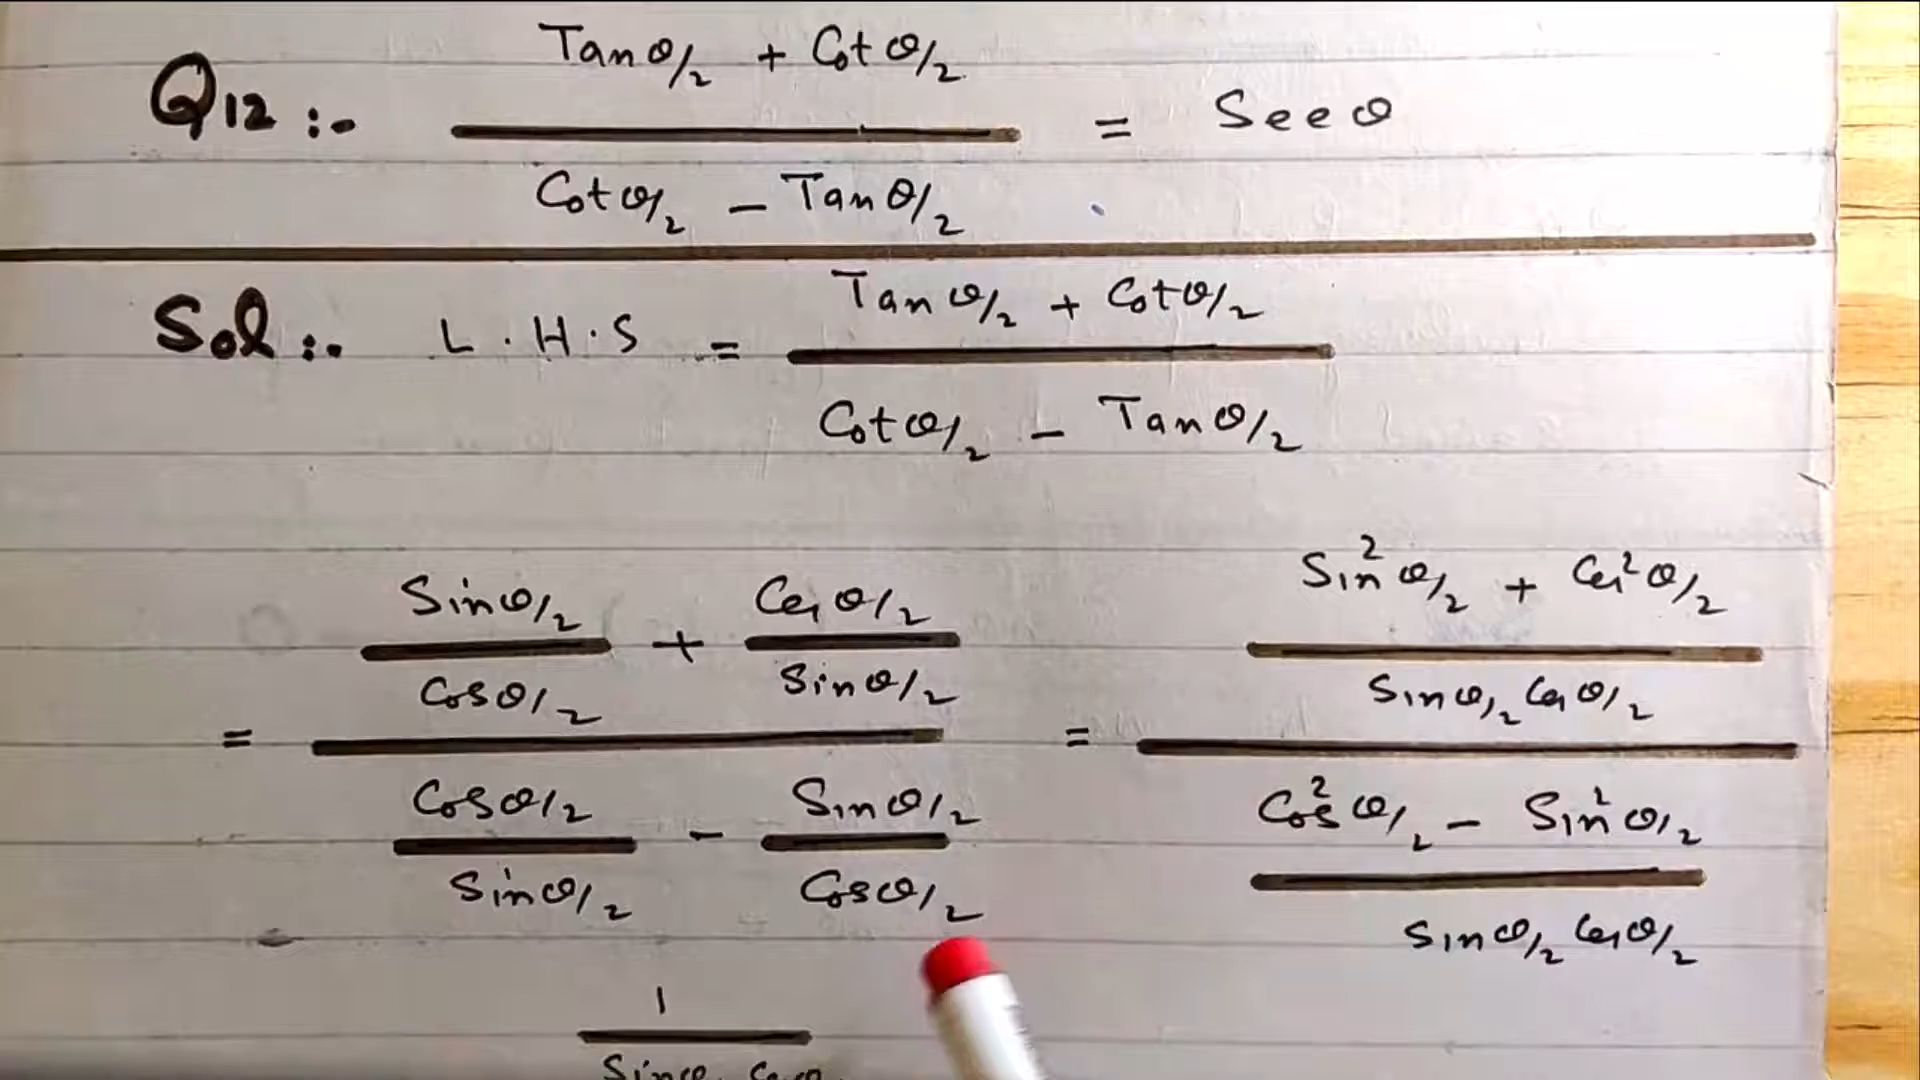 Q12 :- (Tan θ/2 + Cot θ/2) / (Cot θ/2 − Tan θ/2) = Sec θ
Sol :- L.H.S = (Tan θ/2 + Cot θ/2) / (Cot θ/2 − Tan θ/2)
= (Sin θ/2 / Cos θ/2 + Cos θ/2 / Sin θ/2) / (Cos θ/2 / Sin θ/2 − Sin θ/2 / Cos θ/2) = ((Sin² θ/2 + Cos² θ/2) / (Sin θ/2 Cos θ/2)) / ((Cos² θ/2 − Sin² θ/2) / (Sin θ/2 Cos θ/2))
1 / Sin θ Cos θ